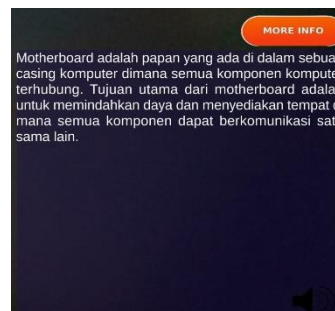 MORE INFO
Motherboard adalah papan yang ada di dalam sebua
casing komputer dimana semua komponen kompute
terhubung. Tujuan utama dari motherboard adala
untuk memindahkan daya dan menyediakan tempat d
mana semua komponen dapat berkomunikasi sat
sama lain.